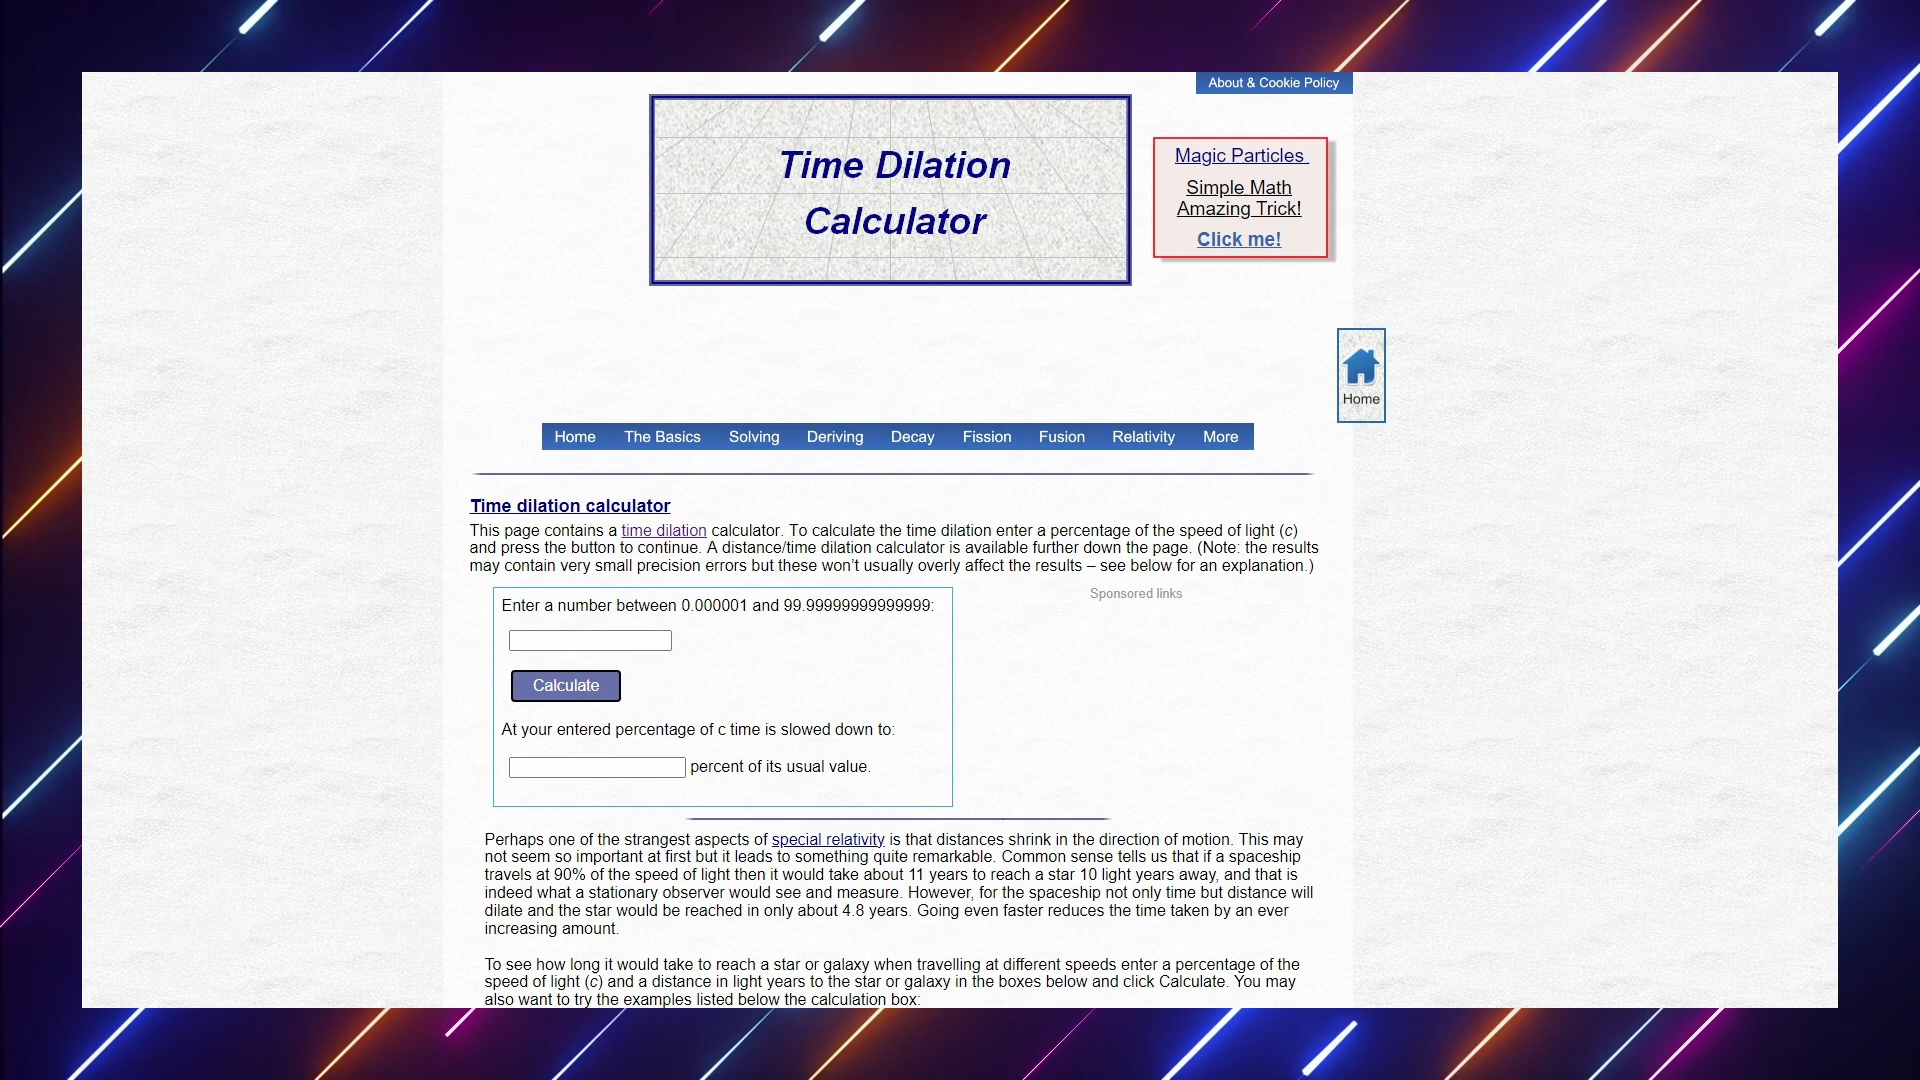 About & Cookie Policy
Time Dilation
Calculator
Magic Particles
Simple Math
Amazing Trick!
Click me!
Home
Home The Basics Solving Deriving Decay Fission Fusion Relativity More
Time dilation calculator
This page contains a time dilation calculator. To calculate the time dilation enter a percentage of the speed of light (c)
and press the button to continue. A distance/time dilation calculator is available further down the page. (Note: the results
may contain very small precision errors but these won’t usually overly affect the results – see below for an explanation.)
Sponsored links
Enter a number between 0.000001 and 99.99999999999999:
Calculate
At your entered percentage of c time is slowed down to:
percent of its usual value.
Perhaps one of the strangest aspects of special relativity is that distances shrink in the direction of motion. This may
not seem so important at first but it leads to something quite remarkable. Common sense tells us that if a spaceship
travels at 90% of the speed of light then it would take about 11 years to reach a star 10 light years away, and that is
indeed what a stationary observer would see and measure. However, for the spaceship not only time but distance will
dilate and the star would be reached in only about 4.8 years. Going even faster reduces the time taken by an ever
increasing amount.
To see how long it would take to reach a star or galaxy when travelling at different speeds enter a percentage of the
speed of light (c) and a distance in light years to the star or galaxy in the boxes below and click Calculate. You may
also want to try the examples listed below the calculation box: